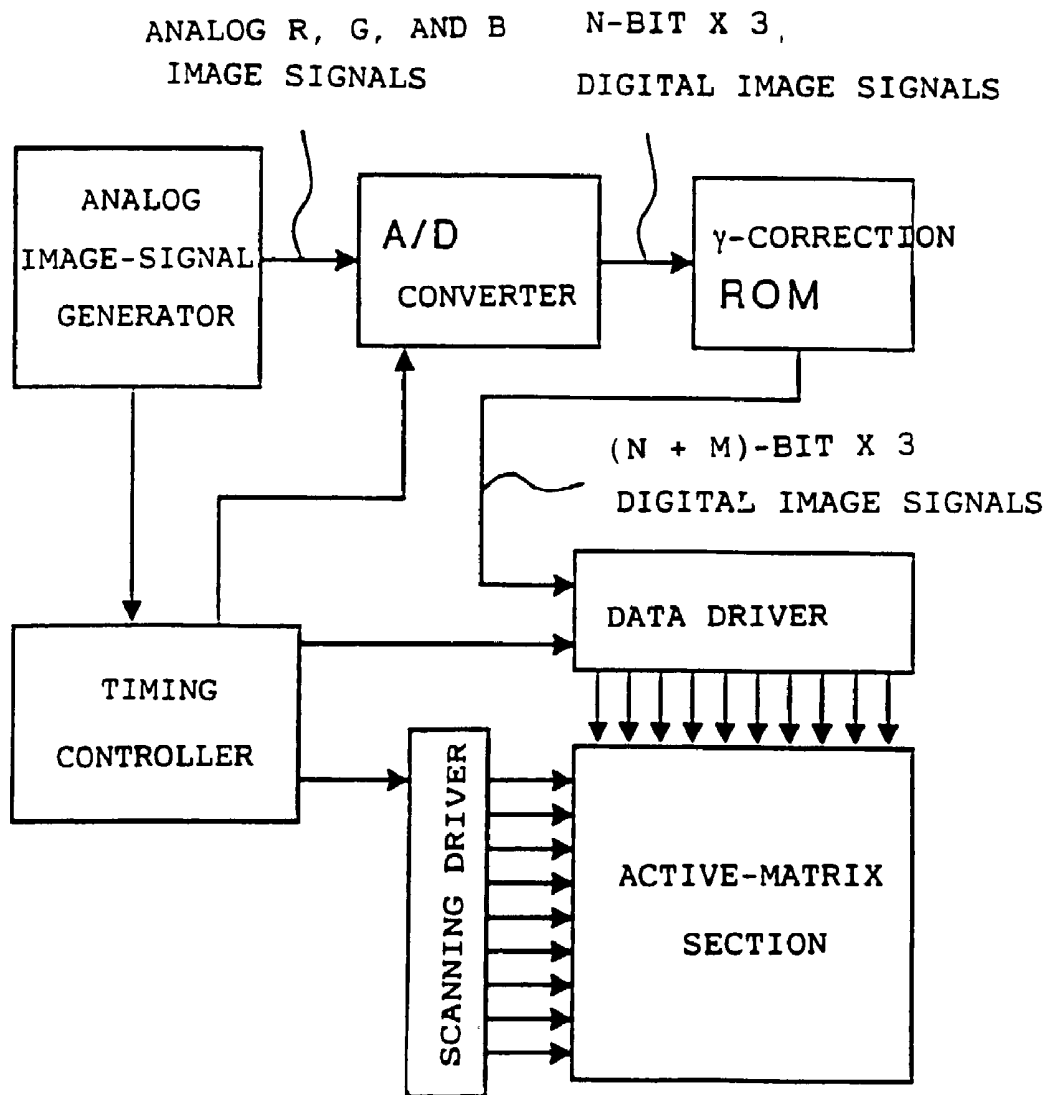 ANALOG R, G, AND B
IMAGE SIGNALS
N-BIT X 3,
DIGITAL IMAGE SIGNALS
ANALOG
IMAGE-SIGNAL
GENERATOR
A/D
CONVERTER
γ-CORRECTION
ROM
(N + M)-BIT X 3
DIGITAL IMAGE SIGNALS
DATA DRIVER
TIMING
CONTROLLER
SCANNING DRIVER
ACTIVE-MATRIX
SECTION